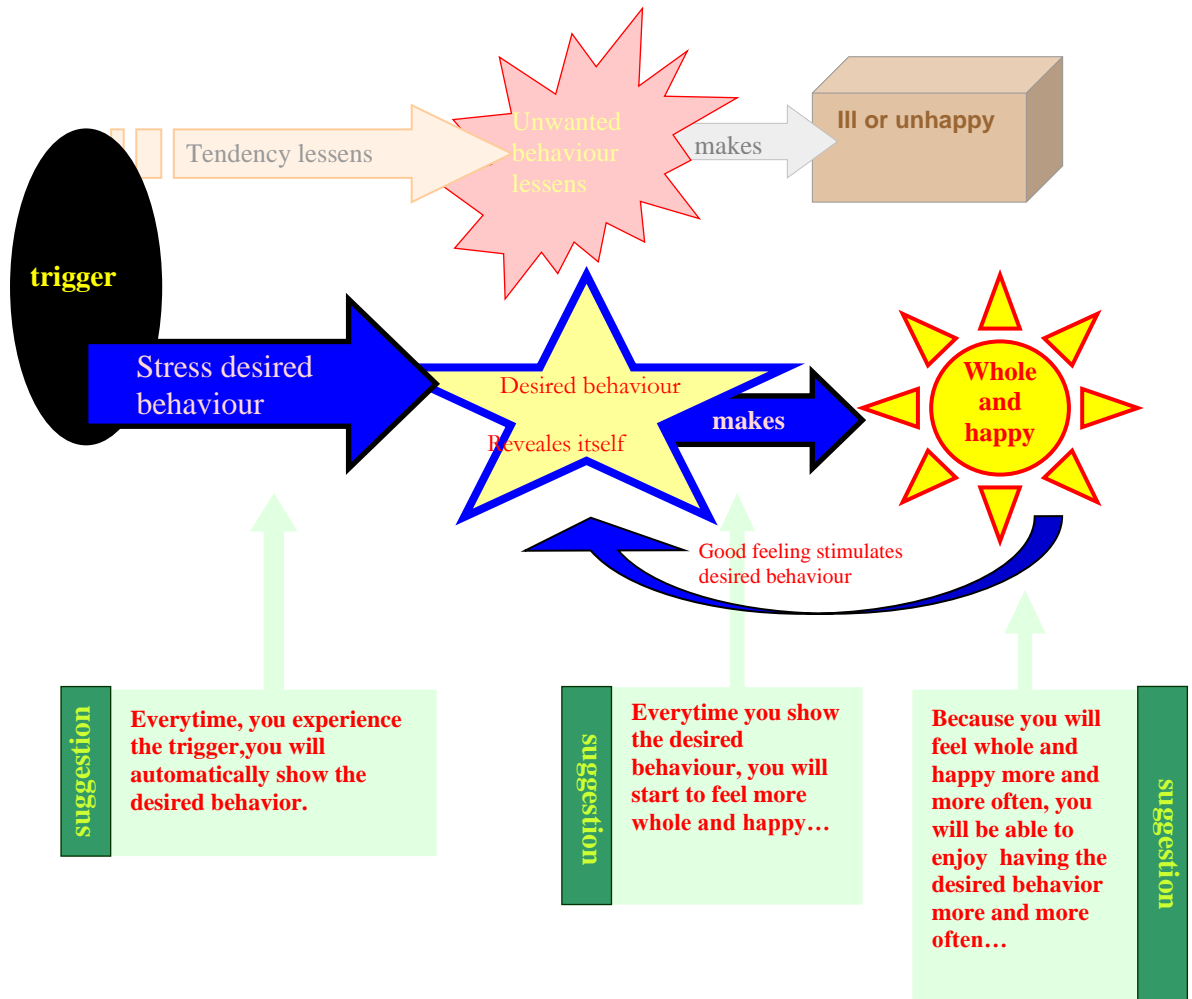 Tendency lessens
Unwanted
behaviour
lessens
makes
Ill or unhappy
trigger
Stress desired
behaviour
Desired behaviour
Reveales itself
makes
Whole
and
happy
Good feeling stimulates
desired behaviour
suggestion
Everytime, you experience
the trigger,you will
automatically show the
desired behavior.
suggestion
Everytime you show
the desired
behaviour, you will
start to feel more
whole and happy…
Because you will
feel whole and
happy more and
more often, you
will be able to
enjoy having the
desired behavior
more and more
often…
suggestion